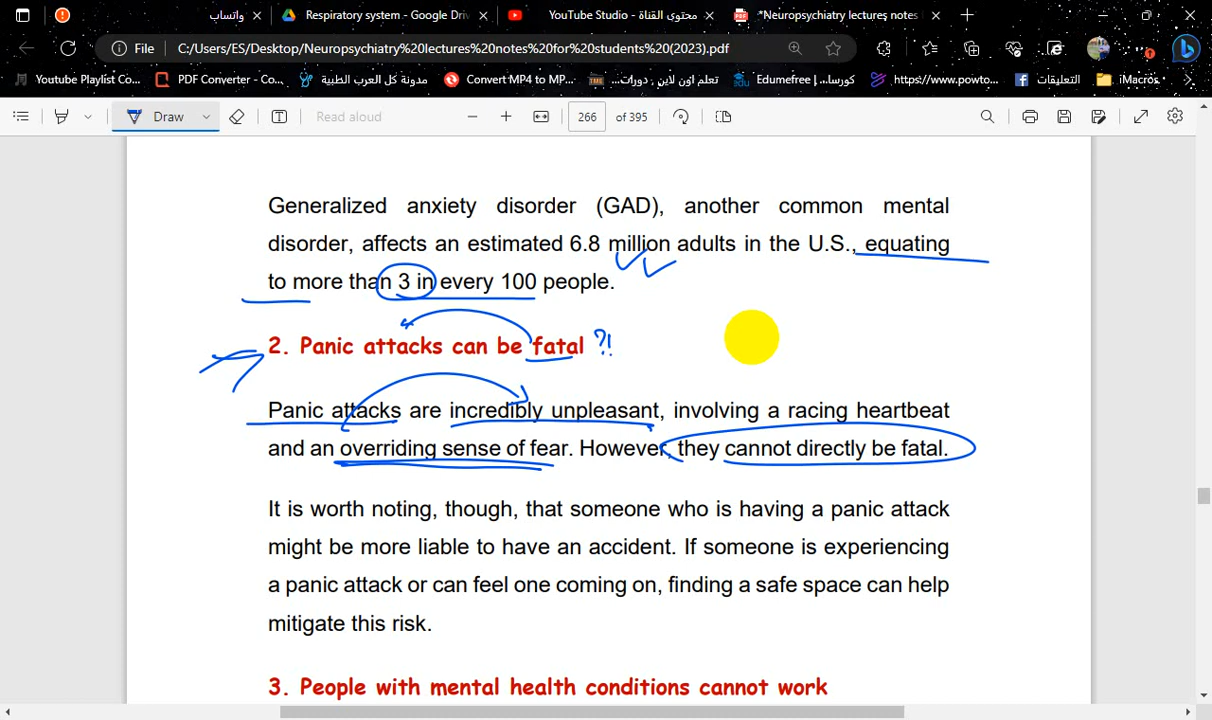 واتساب
Respiratory system - Google Driv
محتوى القناة - YouTube Studio
*Neuropsychiatry lectures notes
File
C:/Users/ES/Desktop/Neuropsychiatry%20lectures%20notes%20for%20students%20(2023).pdf
Youtube Playlist Co...
PDF Converter - Co...
مدونة كل العرب الطبية
Convert MP4 to MP...
تعلم اون لاين , دورات...
Edumefree | ...كورسا
https://www.powto...
التعليقات
iMacros
Draw
Read aloud
266 of 395
Generalized anxiety disorder (GAD), another common mental
disorder, affects an estimated 6.8 million adults in the U.S., equating
to more than 3 in every 100 people.
2. Panic attacks can be fatal ?!
Panic attacks are incredibly unpleasant, involving a racing heartbeat
and an overriding sense of fear. However, they cannot directly be fatal.
It is worth noting, though, that someone who is having a panic attack
might be more liable to have an accident. If someone is experiencing
a panic attack or can feel one coming on, finding a safe space can help
mitigate this risk.
3. People with mental health conditions cannot work